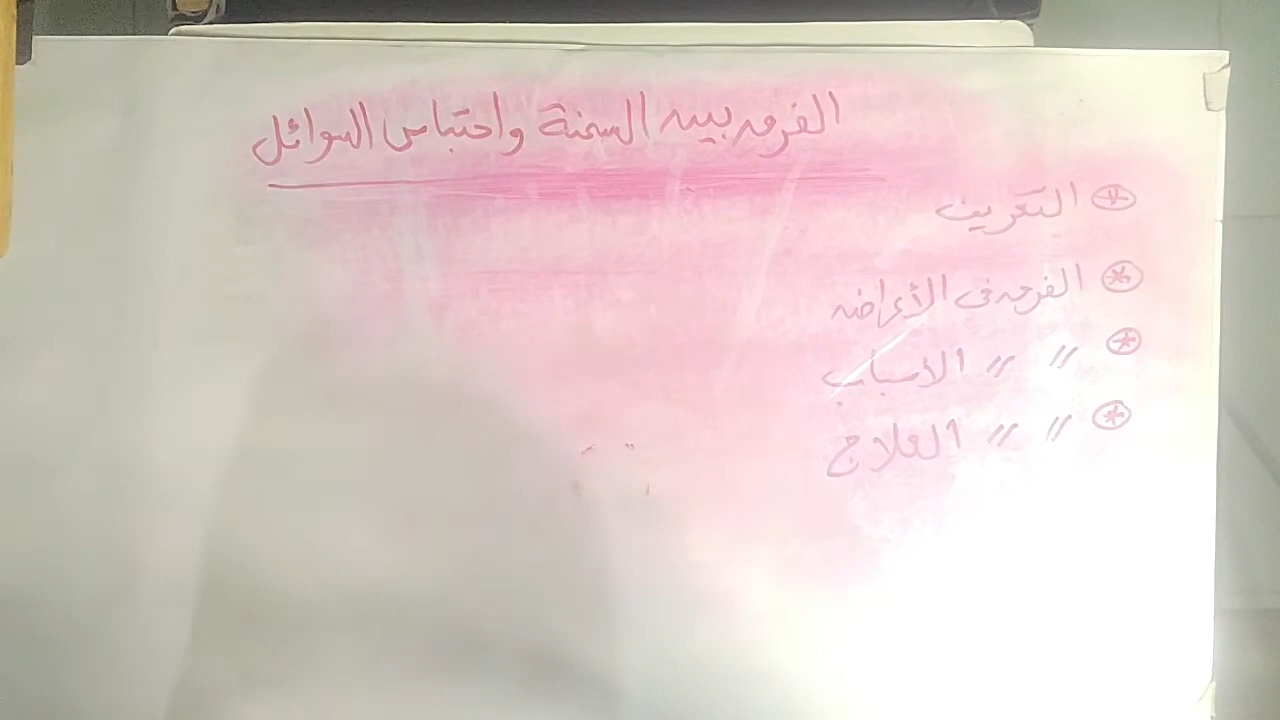 الفرق بين السمنة واحتباس السوائل
التعريف
الفرق في الأعراض
〃 〃 الأسباب
〃 〃 العلاج